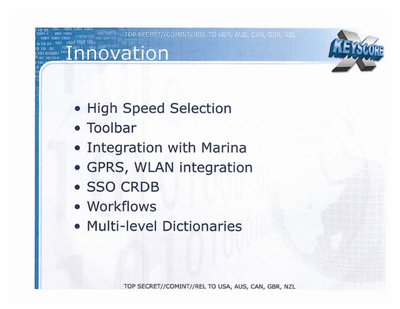 TOP SECRET//COMINT//REL TO USA, AUS, CAN, GBR, NZL
Innovation
X
KEYSCORE
• High Speed Selection
• Toolbar
• Integration with Marina
• GPRS, WLAN integration
• SSO CRDB
• Workflows
• Multi-level Dictionaries
TOP SECRET//COMINT//REL TO USA, AUS, CAN, GBR, NZL